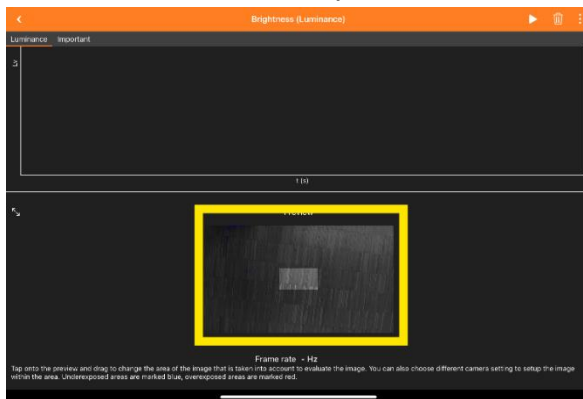 Brightness (Luminance)
Luminance Important
t (s)
Preview
Frame rate - Hz
Tap onto the preview and drag to change the area of the image that is taken into account to evaluate the image. You can also choose different camera setting to setup the image
within the area. Underexposed areas are marked blue, overexposed areas are marked red.